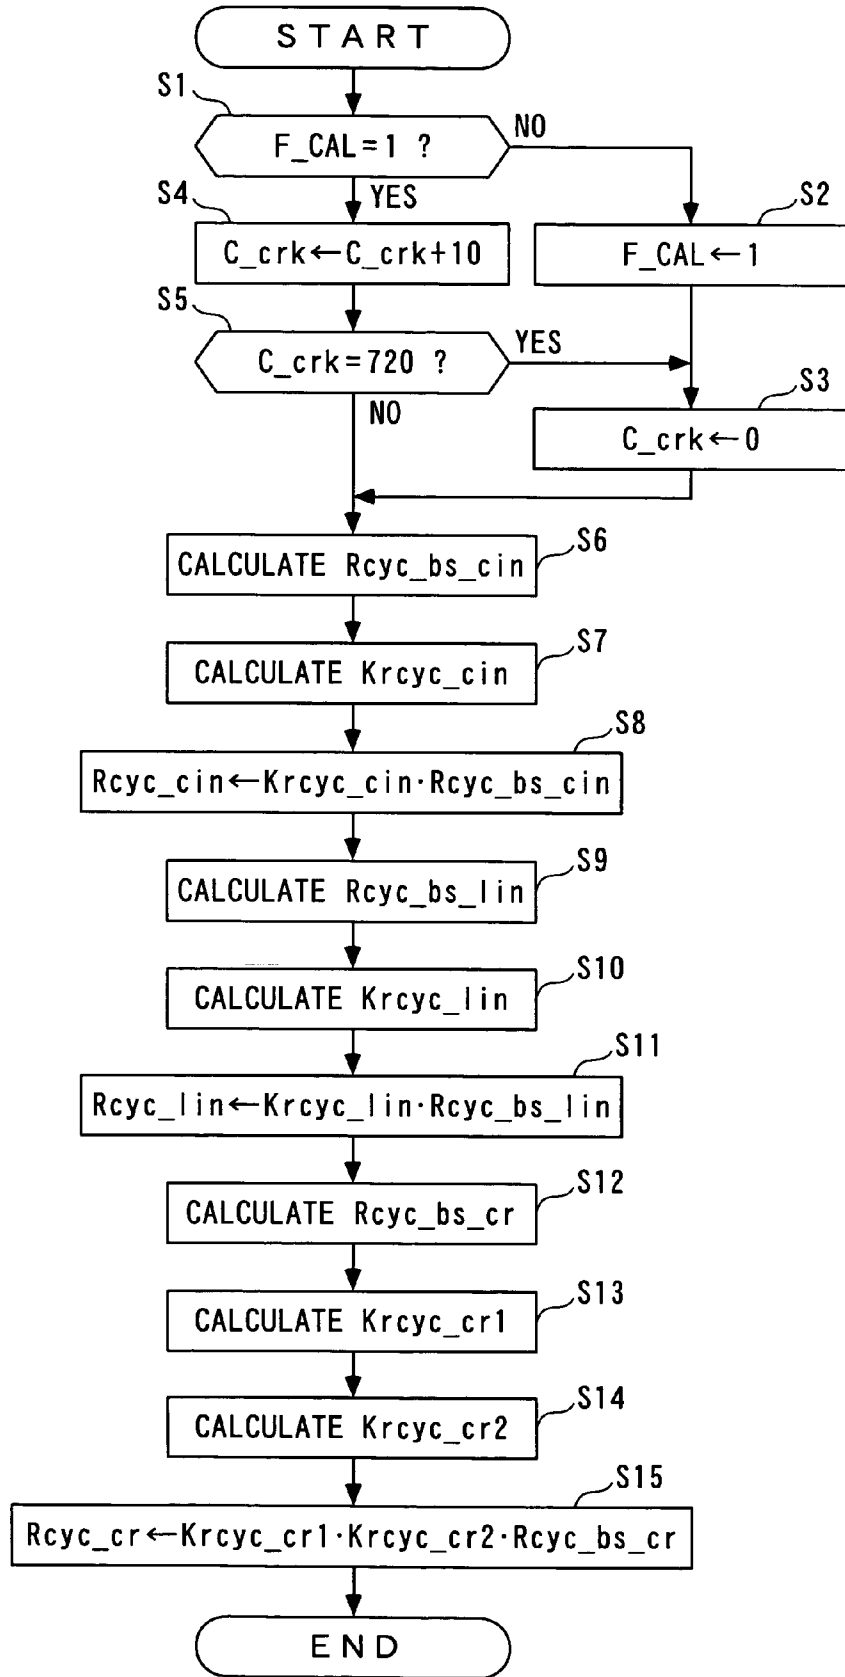 START
S1
F_CAL=1 ?
NO
YES
S4
C_crk←C_crk+10
S2
F_CAL←1
S5
C_crk=720 ?
YES
NO
S3
C_crk←0
S6
CALCULATE Rcyc_bs_cin
S7
CALCULATE Krcyc_cin
S8
Rcyc_cin←Krcyc_cin·Rcyc_bs_cin
S9
CALCULATE Rcyc_bs_lin
S10
CALCULATE Krcyc_lin
S11
Rcyc_lin←Krcyc_lin·Rcyc_bs_lin
S12
CALCULATE Rcyc_bs_cr
S13
CALCULATE Krcyc_cr1
S14
CALCULATE Krcyc_cr2
S15
Rcyc_cr←Krcyc_cr1·Krcyc_cr2·Rcyc_bs_cr
END